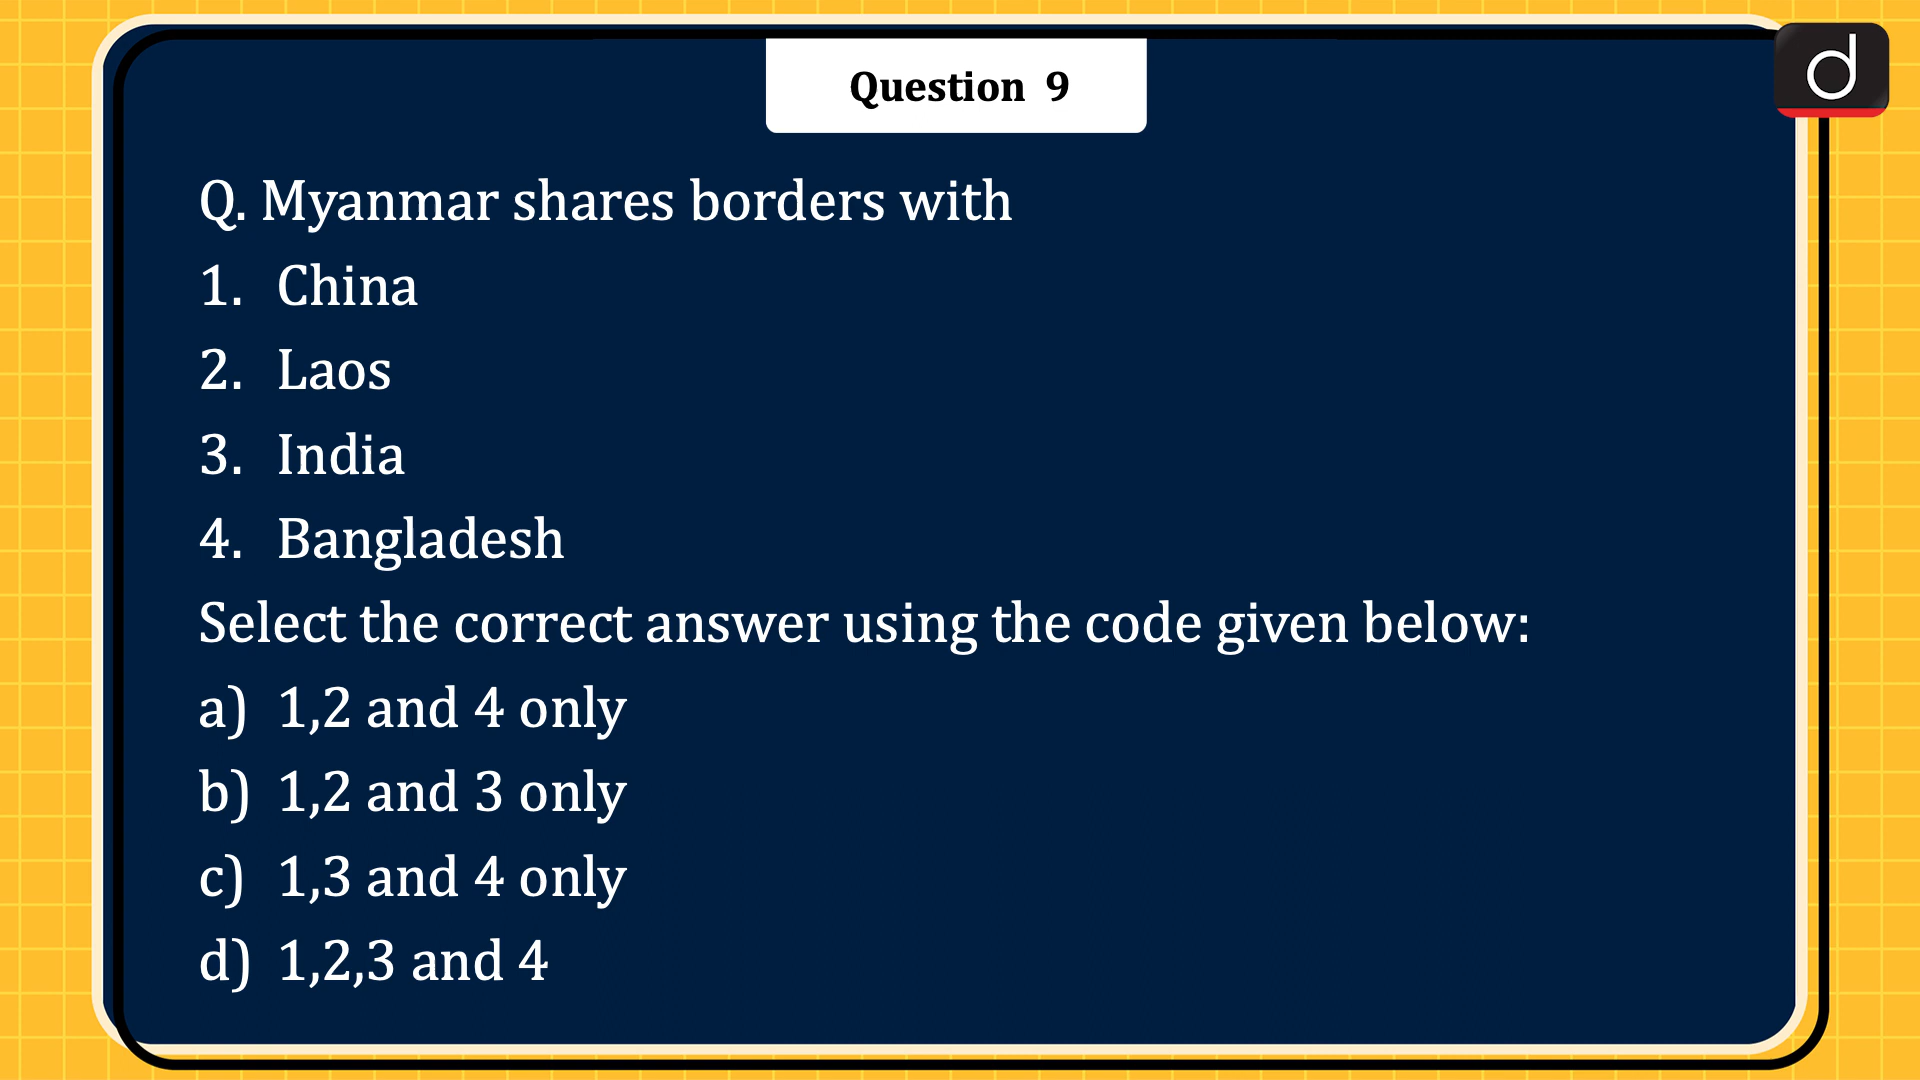 Question 9
Q. Myanmar shares borders with
1. China
2. Laos
3. India
4. Bangladesh
Select the correct answer using the code given below:
a) 1,2 and 4 only
b) 1,2 and 3 only
c) 1,3 and 4 only
d) 1,2,3 and 4
d